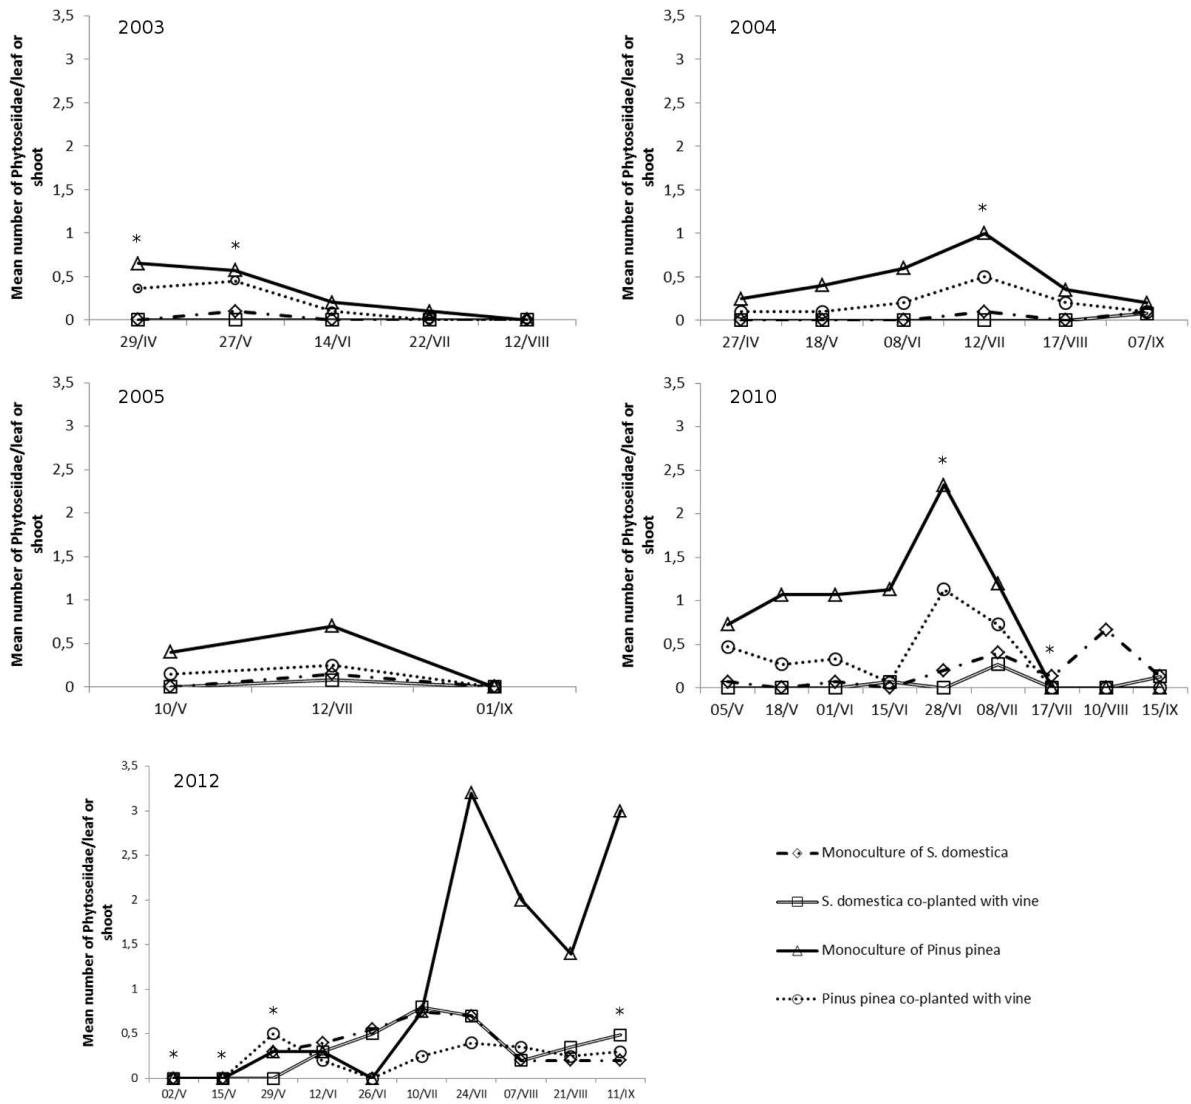 2003
Mean number of Phytoseiidae/leaf or
shoot
3,5
3
2,5
2
1,5
1
0,5
0
* *
29/IV 27/V 14/VI 22/VII 12/VIII
2004
Mean number of Phytoseiidae/leaf or
shoot
3,5
3
2,5
2
1,5
1
0,5
0
*
27/IV 18/V 08/VI 12/VII 17/VIII 07/IX
2005
Mean number of Phytoseiidae/leaf or
shoot
3,5
3
2,5
2
1,5
1
0,5
0
10/V 12/VII 01/IX
2010
Mean number of Phytoseiidae/leaf or
shoot
3,5
3
2,5
2
1,5
1
0,5
0
*
*
05/V 18/V 01/VI 15/VI 28/VI 08/VII 17/VII 10/VIII 15/IX
2012
Mean number of Phytoseiidae/leaf or
shoot
3,5
3
2,5
2
1,5
1
0,5
0
* * * *
02/V 15/V 29/V 12/VI 26/VI 10/VII 24/VII 07/VIII 21/VIII 11/IX
Monoculture of S. domestica
S. domestica co-planted with vine
Monoculture of Pinus pinea
Pinus pinea co-planted with vine